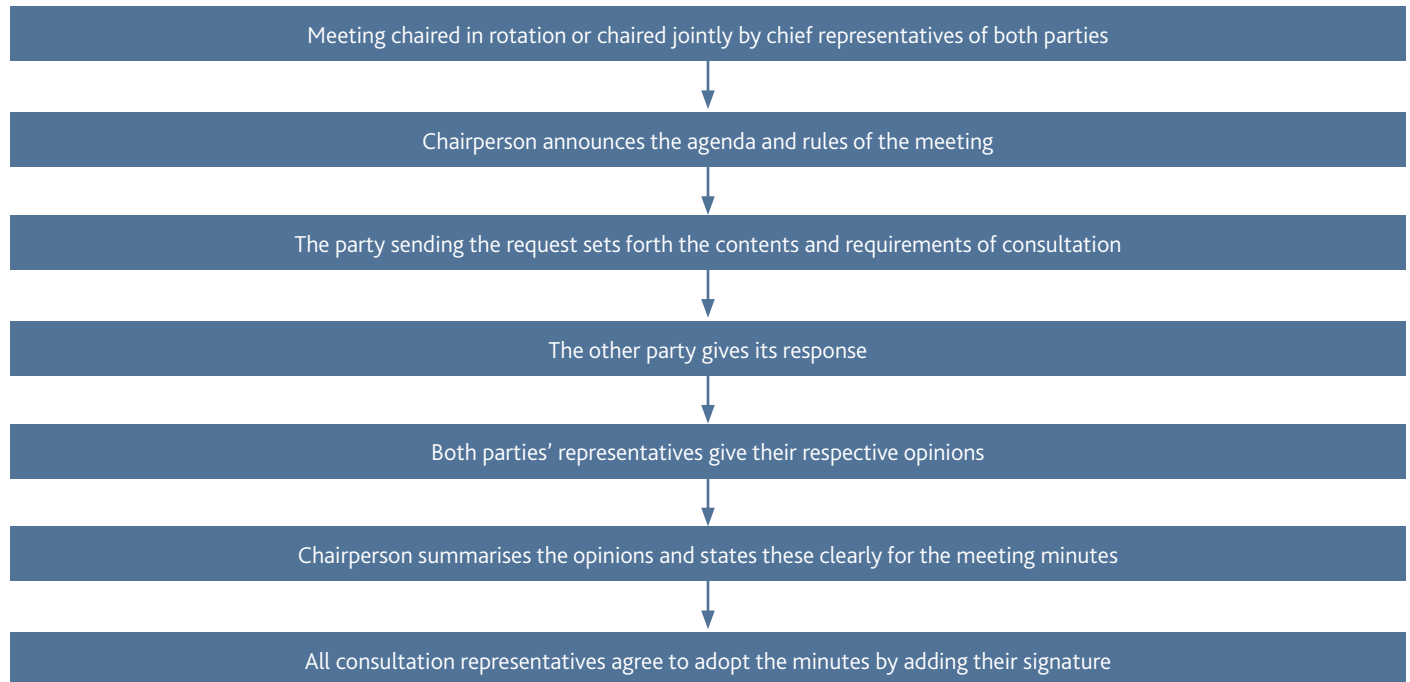 Meeting chaired in rotation or chaired jointly by chief representatives of both parties
Chairperson announces the agenda and rules of the meeting
The party sending the request sets forth the contents and requirements of consultation
The other party gives its response
Both parties’ representatives give their respective opinions
Chairperson summarises the opinions and states these clearly for the meeting minutes
All consultation representatives agree to adopt the minutes by adding their signature